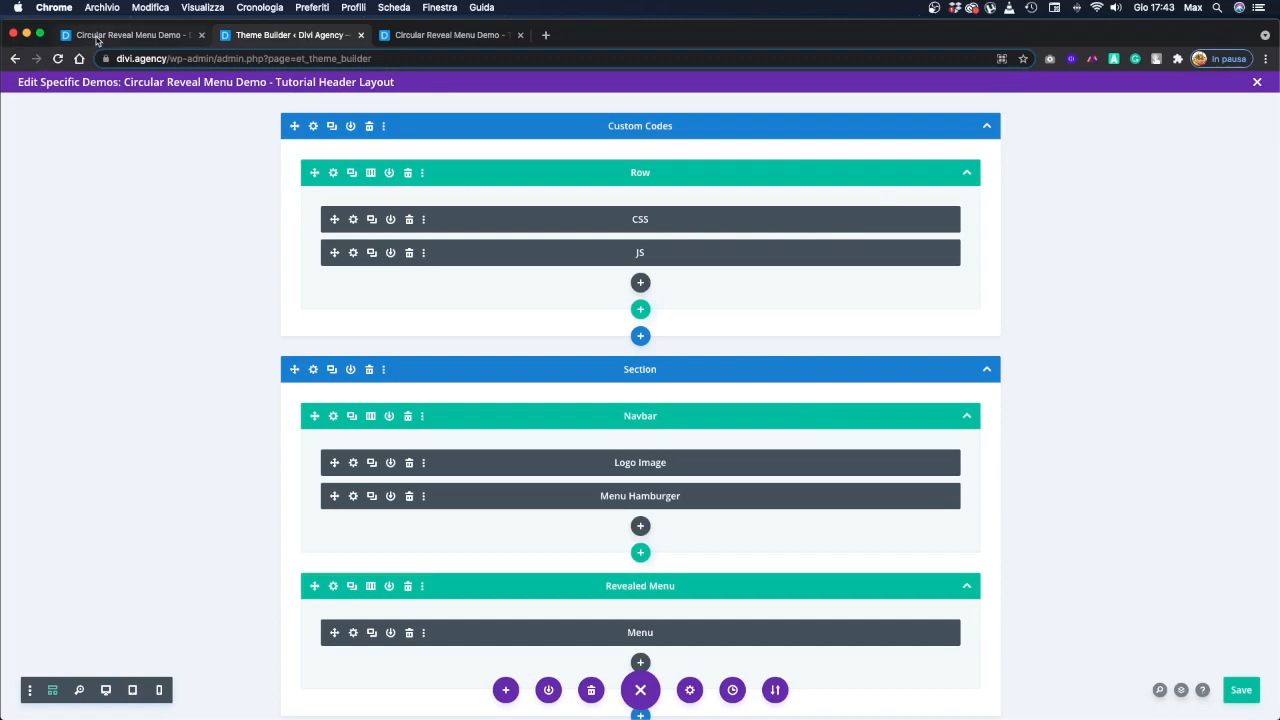 Chrome Archivio Modifica Visualizza Cronologia Preferiti Profili Scheda Finestra Guida Gio 17:43 Max
Circular Reveal Menu Demo - Theme Builder ‹ Divi Agency — Circular Reveal Menu Demo -
divi.agency/wp-admin/admin.php?page=et_theme_builder In pausa
Edit Specific Demos: Circular Reveal Menu Demo - Tutorial Header Layout
Custom Codes
Row
CSS
JS
Section
Navbar
Logo Image
Menu Hamburger
Revealed Menu
Menu
Save